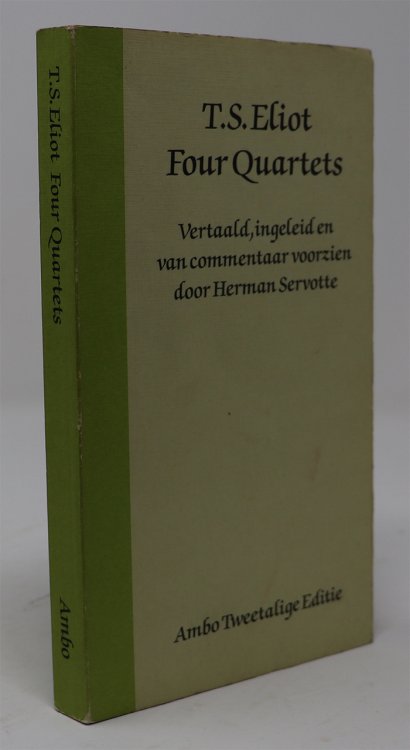 T.S.Eliot Four Quartets
Ambo
T.S.Eliot
Four Quartets
Vertaald, ingeleid en
van commentaar voorzien
door Herman Servotte
Ambo Tweetalige Editie